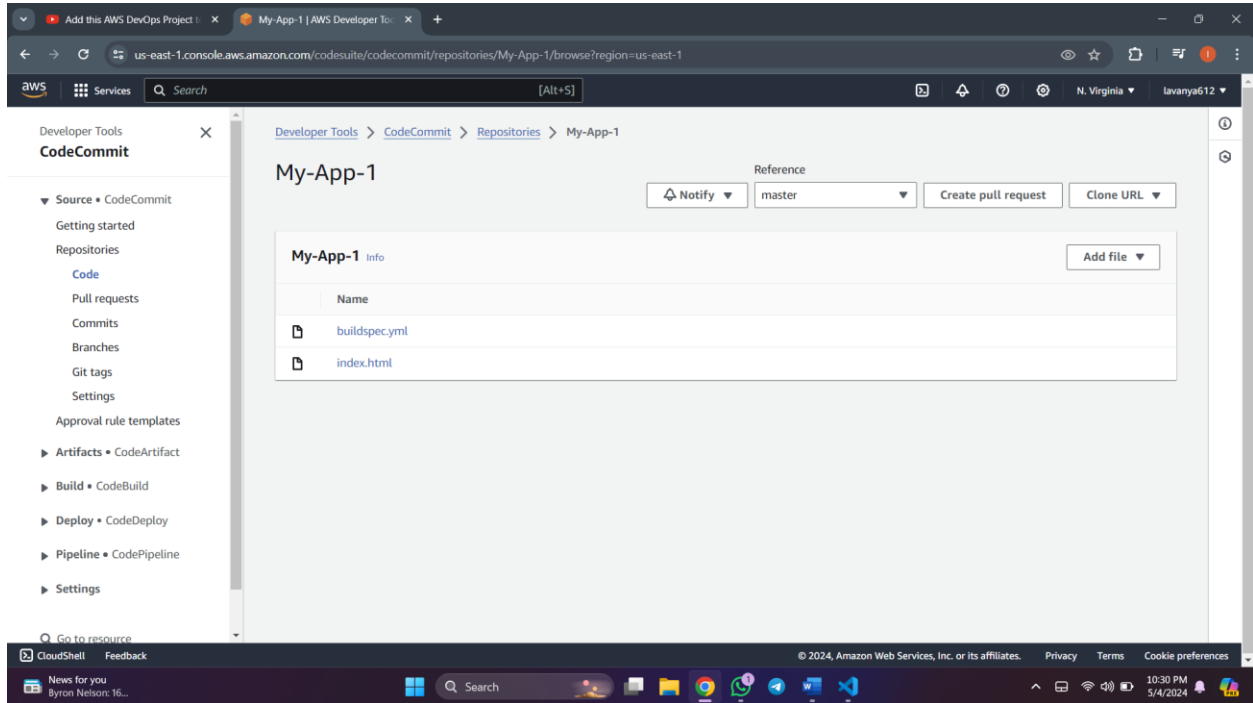 Add this AWS DevOps Project t
My-App-1 | AWS Developer Too
us-east-1.console.aws.amazon.com/codesuite/codecommit/repositories/My-App-1/browse?region=us-east-1
aws Services Search [Alt+S] N. Virginia lavanya612
Developer Tools
CodeCommit
Source • CodeCommit
Getting started
Repositories
Code
Pull requests
Commits
Branches
Git tags
Settings
Approval rule templates
Artifacts • CodeArtifact
Build • CodeBuild
Deploy • CodeDeploy
Pipeline • CodePipeline
Settings
Go to resource
Developer Tools > CodeCommit > Repositories > My-App-1
My-App-1
Reference
Notify master Create pull request Clone URL
My-App-1 Info Add file
Name
buildspec.yml
index.html
CloudShell Feedback © 2024, Amazon Web Services, Inc. or its affiliates. Privacy Terms Cookie preferences
News for you
Byron Nelson: 16...
Search
1
10:30 PM
5/4/2024